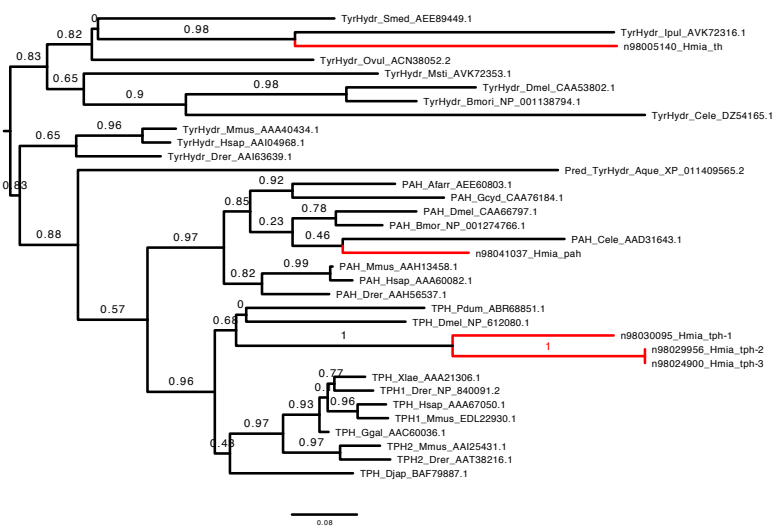 0
TyrHydr_Smed_AEE89449.1
0.98
TyrHydr_Ipul_AVK72316.1
0.82
n98005140_Hmia_th
0.83
TyrHydr_Ovul_ACN38052.2
TyrHydr_Msti_AVK72353.1
0.65
0.98
TyrHydr_Dmel_CAA53802.1
0.9
TyrHydr_Bmori_NP_001138794.1
TyrHydr_Cele_DZ54165.1
0.96
TyrHydr_Mmus_AAA40434.1
0.65
TyrHydr_Hsap_AAI04968.1
TyrHydr_Drer_AAI63639.1
Pred_TyrHydr_Aque_XP_011409565.2
0.83
0.92
PAH_Afarr_AEE60803.1
0.85
PAH_Gcyd_CAA76184.1
0.78
PAH_Dmel_CAA66797.1
0.23
PAH_Bmor_NP_001274766.1
0.88
0.97
0.46
PAH_Cele_AAD31643.1
n98041037_Hmia_pah
0.99
PAH_Mmus_AAH13458.1
0.82
PAH_Hsap_AAA60082.1
PAH_Drer_AAH56537.1
0.57
0
TPH_Pdum_ABR68851.1
0.68
TPH_Dmel_NP_612080.1
1
n98030095_Hmia_tph-1
1
n98029956_Hmia_tph-2
n98024900_Hmia_tph-3
0.96
0.77
TPH_Xlae_AAA21306.1
TPH1_Drer_NP_840091.2
0.93
0.96
TPH_Hsap_AAA67050.1
TPH1_Mmus_EDL22930.1
0.97
TPH_Ggal_AAC60036.1
0.43
0.97
TPH2_Mmus_AAI25431.1
TPH2_Drer_AAT38216.1
TPH_Djap_BAF79887.1
0.08